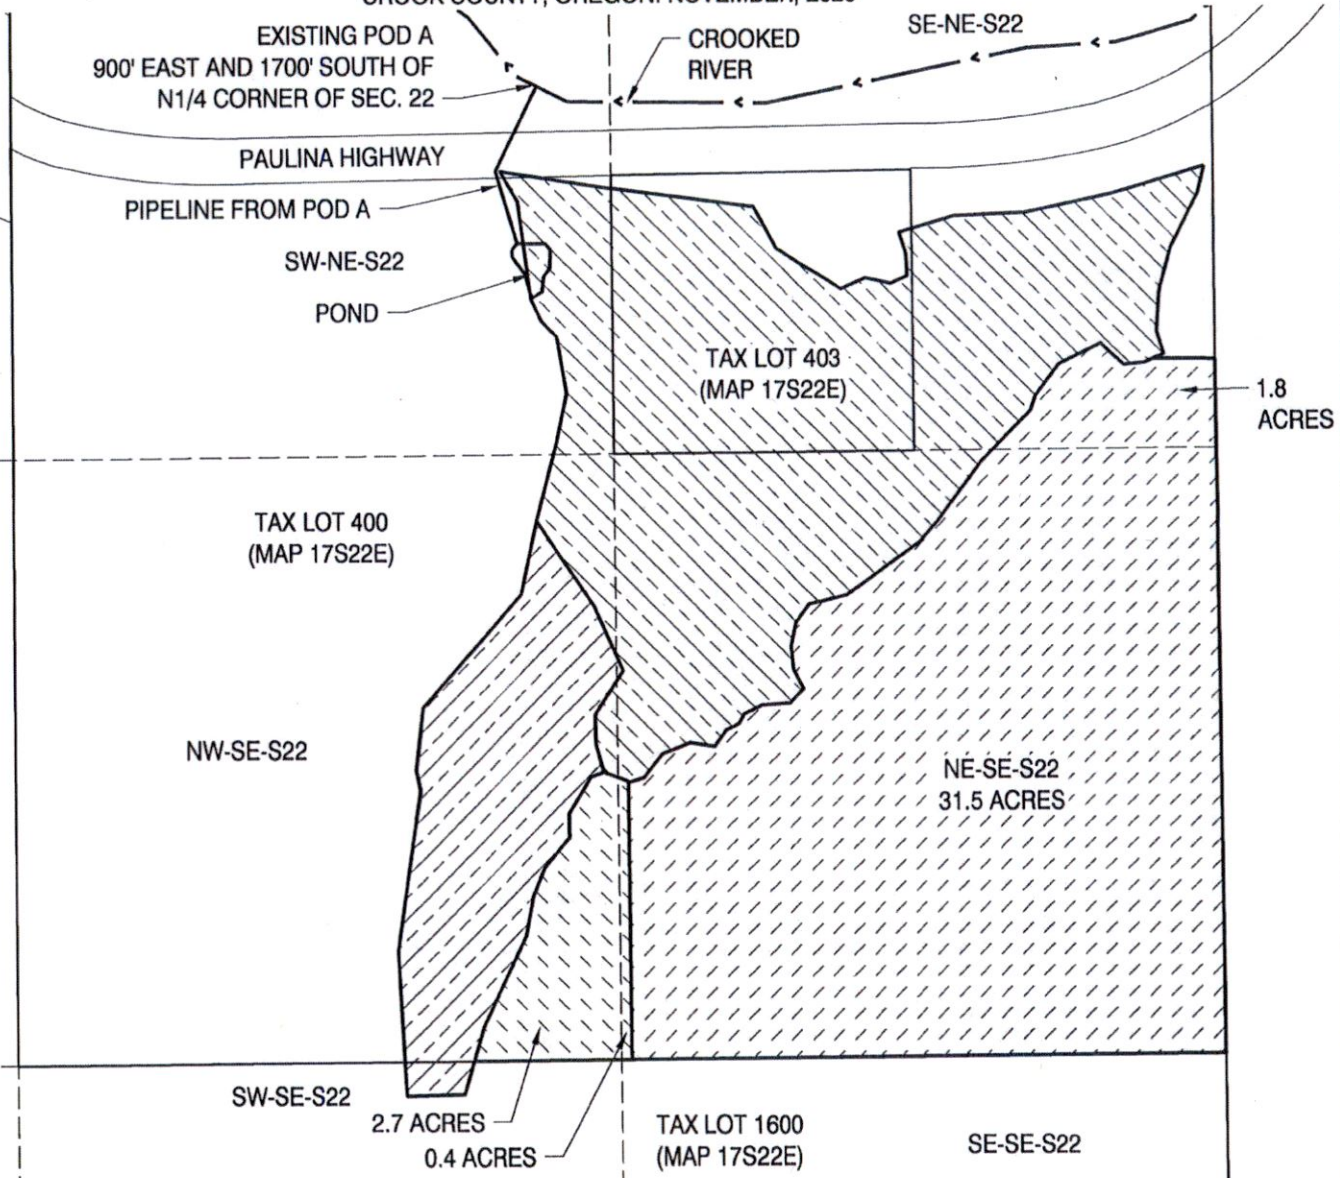 SE-NE-S22
EXISTING POD A
900' EAST AND 1700' SOUTH OF
N1/4 CORNER OF SEC. 22
CROOKED
RIVER
PAULINA HIGHWAY
PIPELINE FROM POD A
SW-NE-S22
POND
TAX LOT 403
(MAP 17S22E)
1.8
ACRES
TAX LOT 400
(MAP 17S22E)
NW-SE-S22
NE-SE-S22
31.5 ACRES
SW-SE-S22
2.7 ACRES
0.4 ACRES
TAX LOT 1600
(MAP 17S22E)
SE-SE-S22